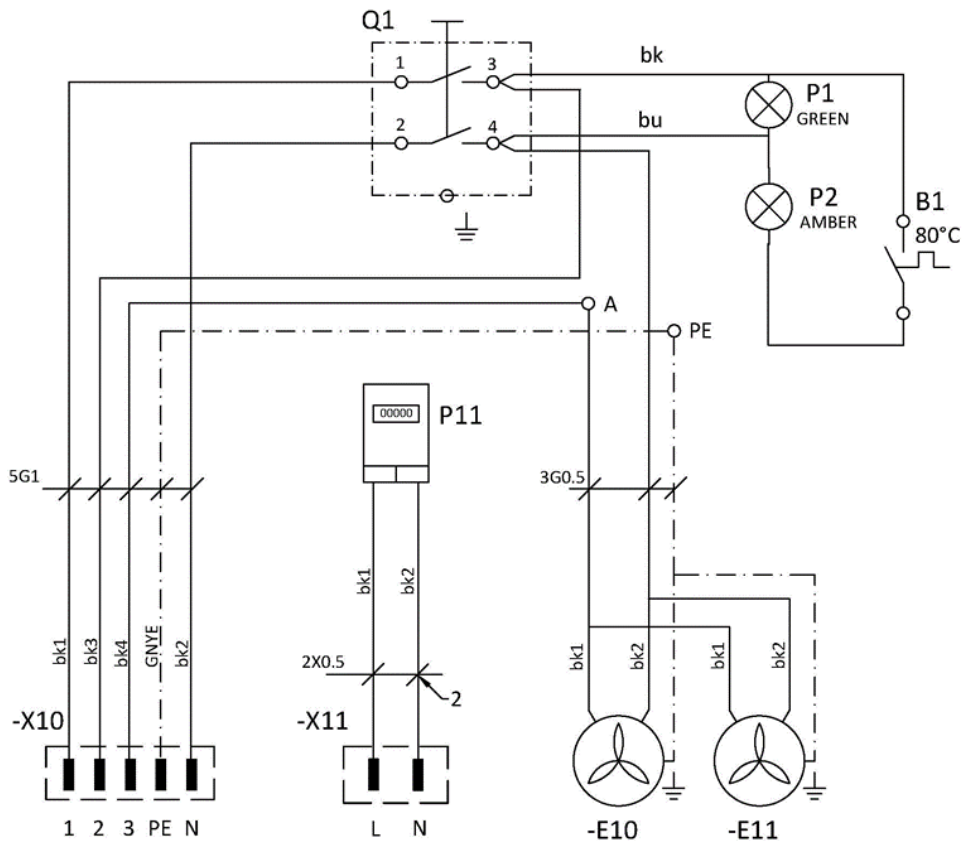 Q1
1 3 bk P1
GREEN
2 4 bu
P2
AMBER
B1
80°C
A
PE
00000 P11
5G1 3G0.5
bk1 bk3 bk4 GNYE bk2
bk1 bk2
bk1 bk2 bk1 bk2
2X0.5
2
-X10 -X11
1 2 3 PE N L N -E10 -E11